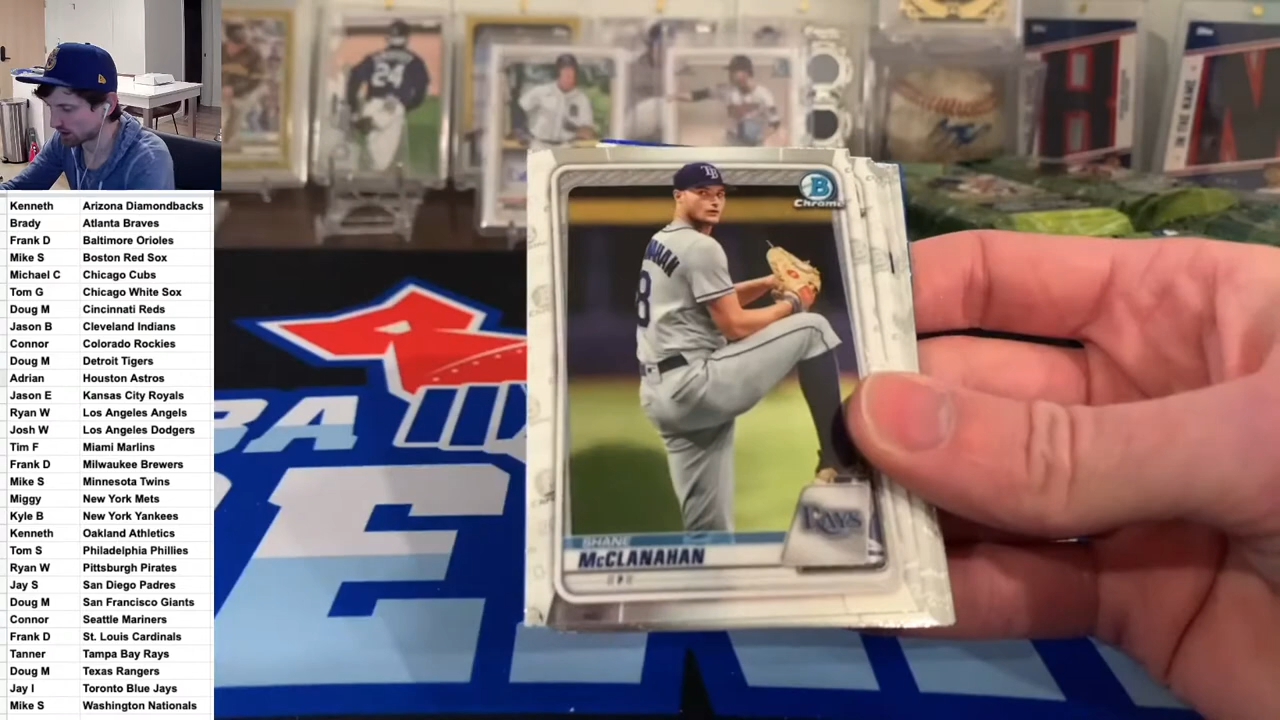 Kenneth Arizona Diamondbacks
Brady Atlanta Braves
Frank D Baltimore Orioles
Mike S Boston Red Sox
Michael C Chicago Cubs
Tom G Chicago White Sox
Doug M Cincinnati Reds
Jason B Cleveland Indians
Connor Colorado Rockies
Doug M Detroit Tigers
Adrian Houston Astros
Jason E Kansas City Royals
Ryan W Los Angeles Angels
Josh W Los Angeles Dodgers
Tim F Miami Marlins
Frank D Milwaukee Brewers
Mike S Minnesota Twins
Miggy New York Mets
Kyle B New York Yankees
Kenneth Oakland Athletics
Tom S Philadelphia Phillies
Ryan W Pittsburgh Pirates
Jay S San Diego Padres
Doug M San Francisco Giants
Connor Seattle Mariners
Frank D St. Louis Cardinals
Tanner Tampa Bay Rays
Doug M Texas Rangers
Jay I Toronto Blue Jays
Mike S Washington Nationals
24
TB
B
Chrome
NAHAN
8
RAYS
SHANE
McCLANAHAN
BA
E